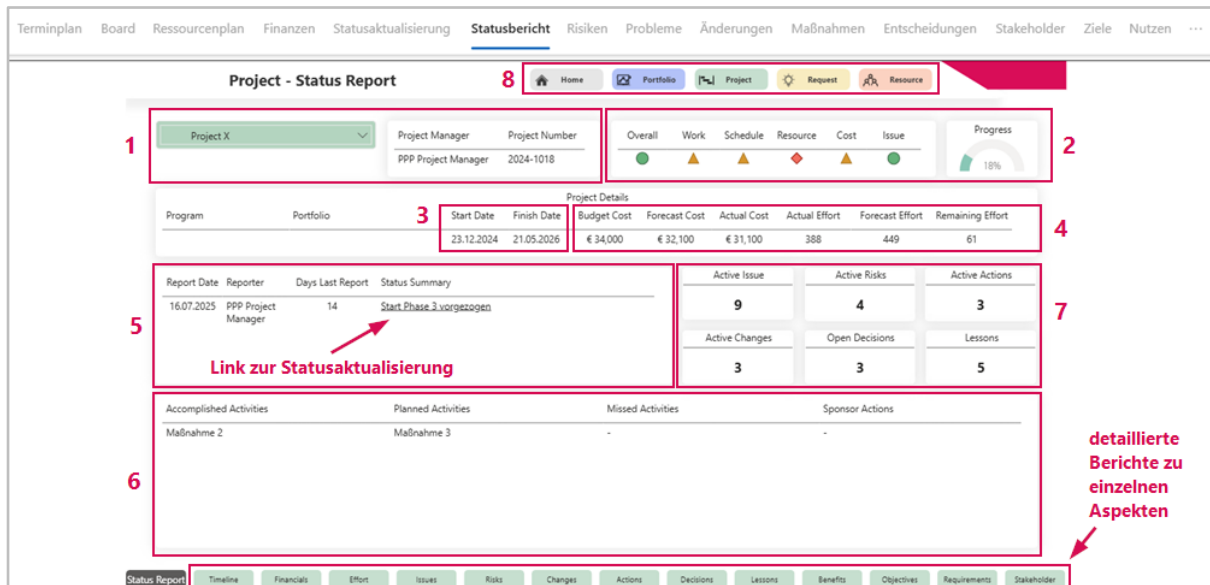 Terminplan Board Ressourcenplan Finanzen Statusaktualisierung Statusbericht Risiken Probleme Änderungen Maßnahmen Entscheidungen Stakeholder Ziele Nutzen ...
Project - Status Report
8 Home Portfolio Project Request Resource
1
Project X
Project Manager Project Number
PPP Project Manager 2024-1018
Overall Work Schedule Resource Cost Issue
Progress
18%
2
Project Details
Program Portfolio 3 Start Date Finish Date Budget Cost Forecast Cost Actual Cost Actual Effort Forecast Effort Remaining Effort
23.12.2024 21.05.2026 € 34,000 € 32,100 € 31,100 388 449 61
4
5
Report Date Reporter Days Last Report Status Summary
16.07.2025 PPP Project Manager 14 Start Phase 3 vorgezogen
Link zur Statusaktualisierung
Active Issue Active Risks Active Actions
9 4 3
7
Active Changes Open Decisions Lessons
3 3 5
Accomplished Activities Planned Activities Missed Activities Sponsor Actions
Maßnahme 2 Maßnahme 3 - -
6
detaillierte
Berichte zu
einzelnen
Aspekten
Status Report Timeline Financials Effort Issues Risks Changes Actions Decisions Lessons Benefits Objectives Requirements Stakeholder